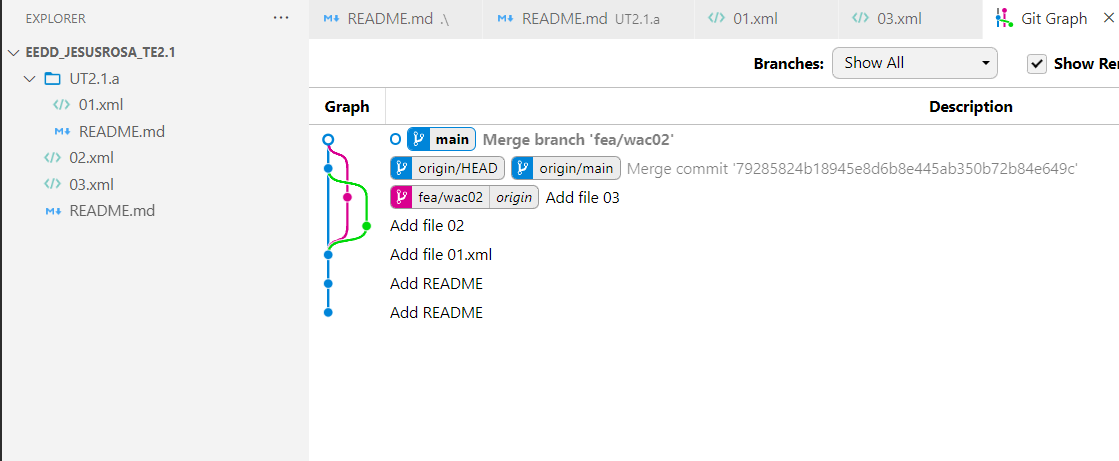 EXPLORER ...
README.md .\ README.md UT2.1.a 01.xml 03.xml Git Graph
EEDD_JESUSROSA_TE2.1
UT2.1.a
01.xml
README.md
02.xml
03.xml
README.md
Branches: Show All Show Rem
Graph Description
main Merge branch 'fea/wac02'
origin/HEAD origin/main Merge commit '79285824b18945e8d6b8e445ab350b72b84e649c'
fea/wac02 origin Add file 03
Add file 02
Add file 01.xml
Add README
Add README